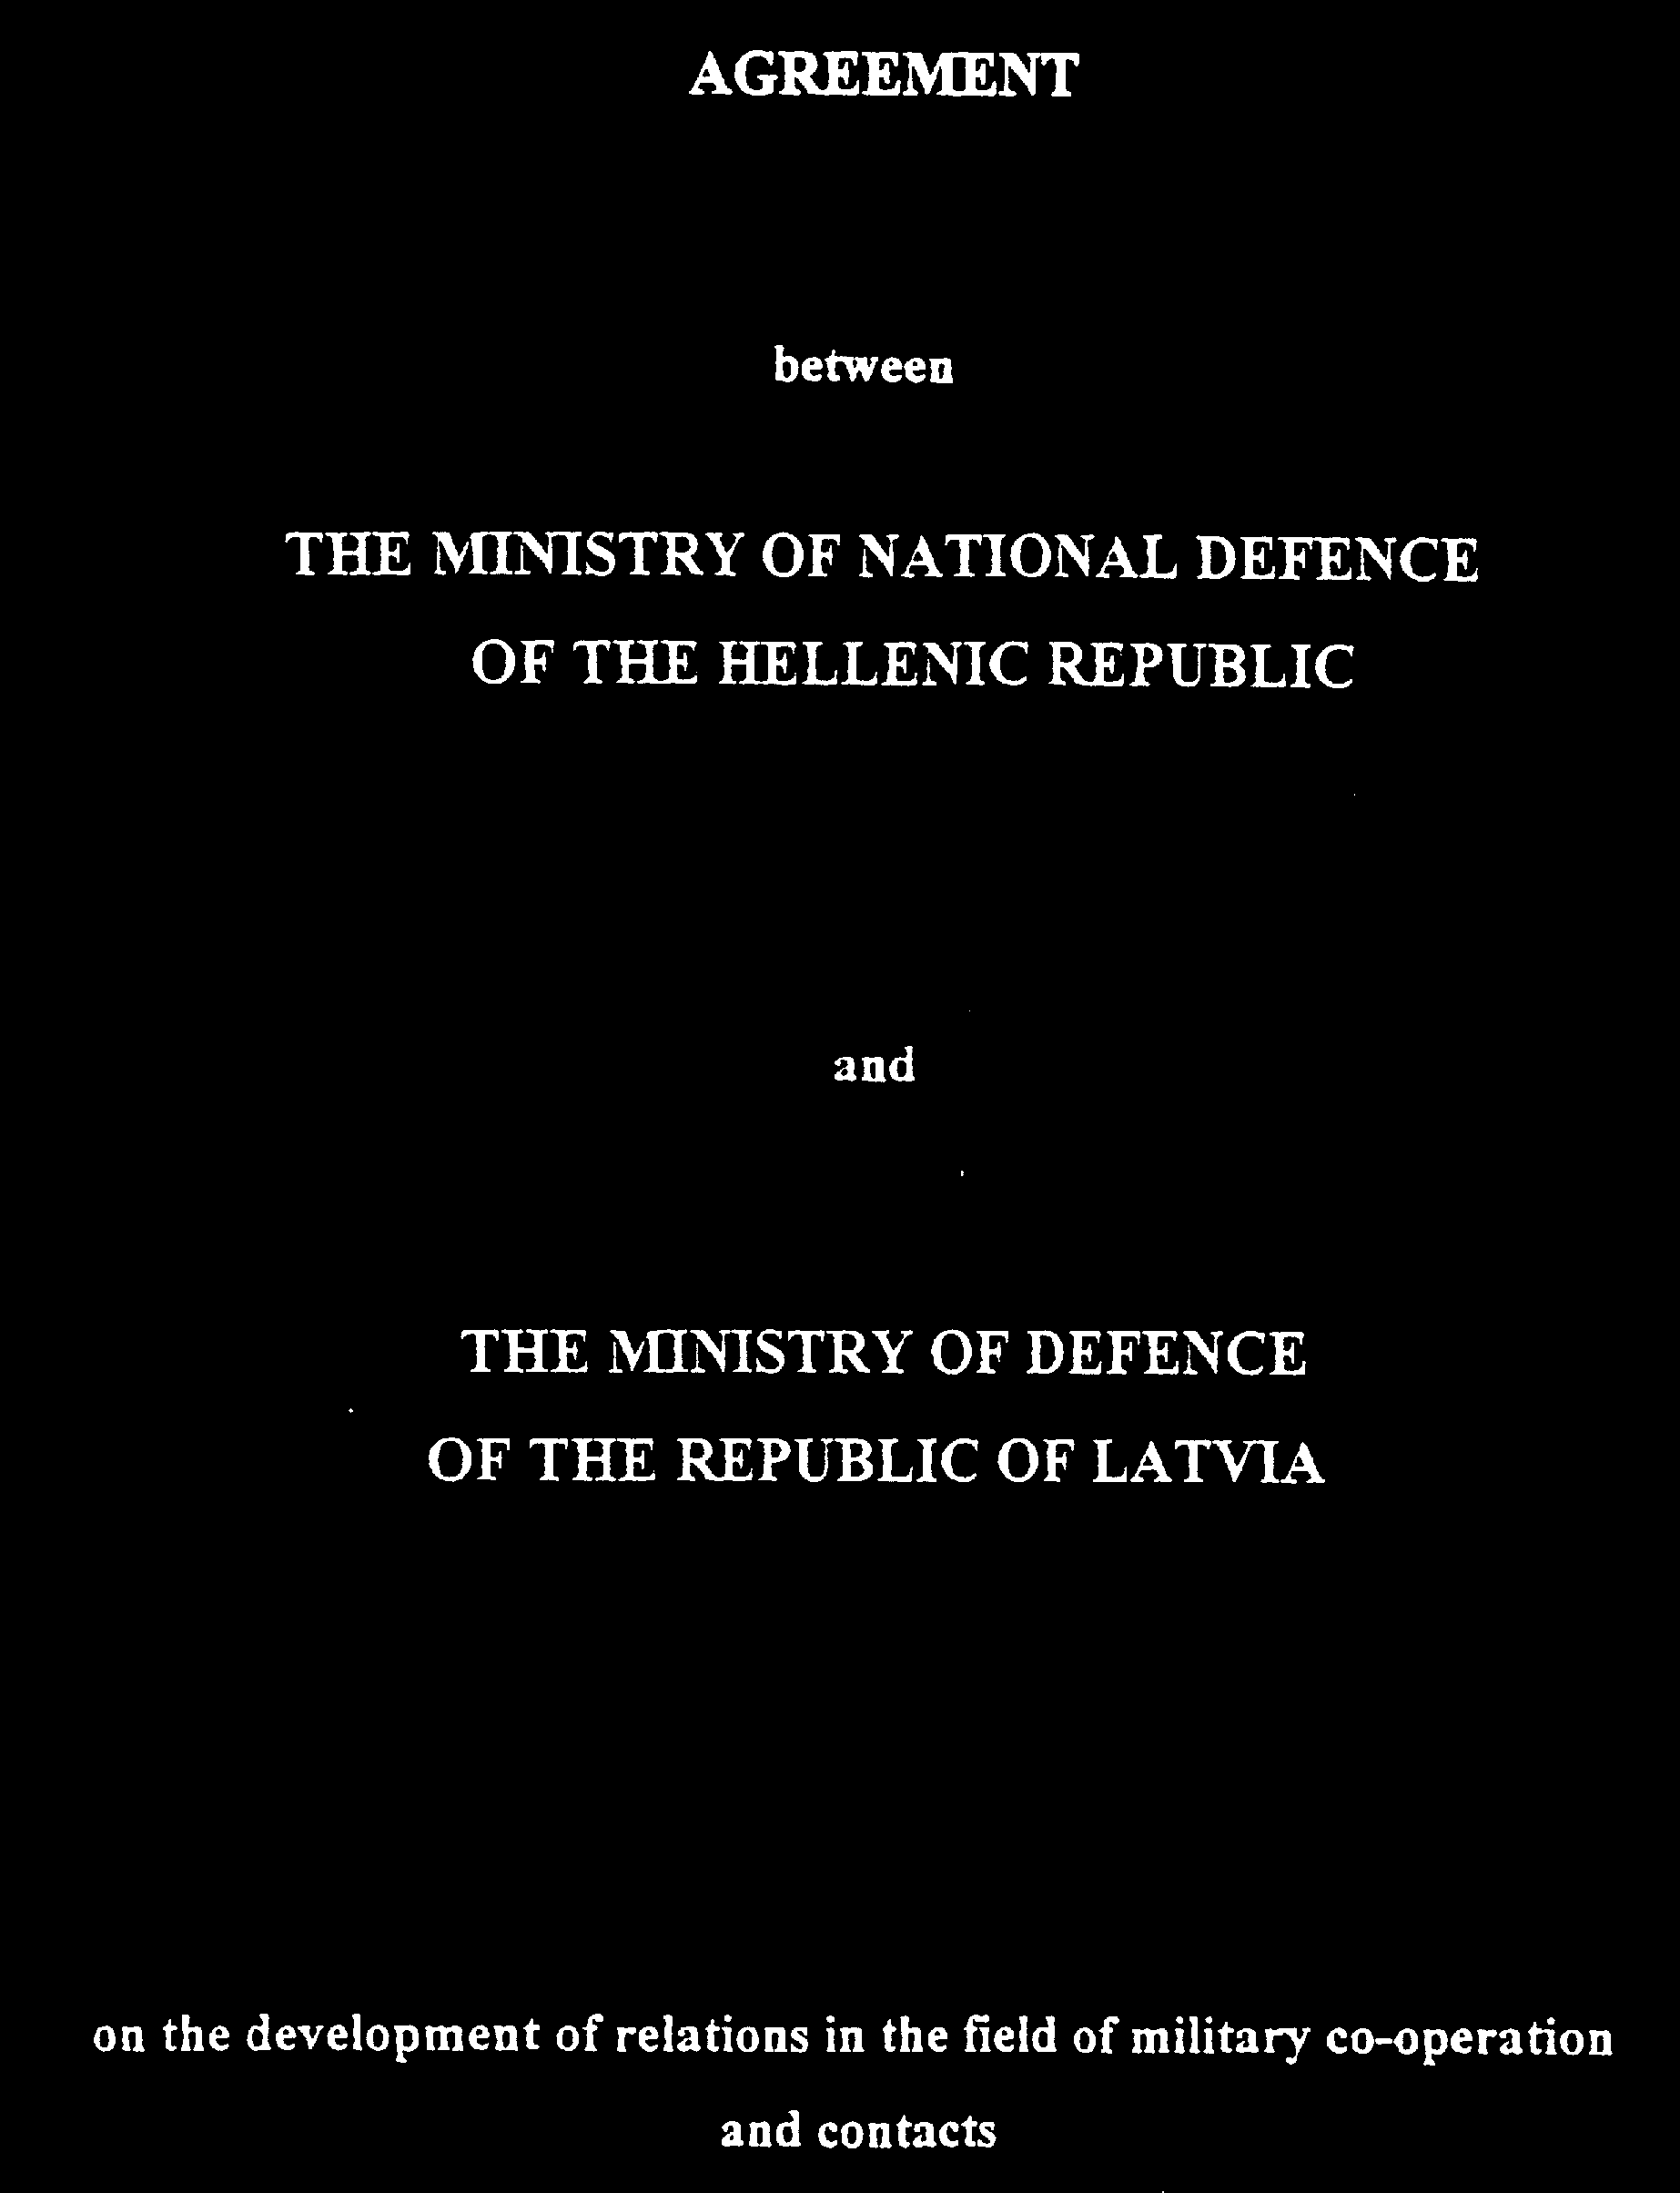 AGREEMENT
between
THE MINISTRY OF NATIONAL DEFENCE
OF THE HELLENIC REPUBLIC
and
THE MINISTRY OF DEFENCE
OF THE REPUBLIC OF LATVIA
on the development of relations in the field of military co-operation
and contacts